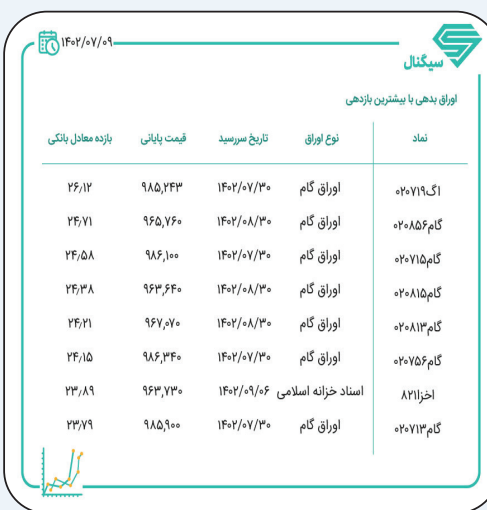 ۱۴۰۲/۰۷/۰۹
سیگنال
اوراق بدهی با بیشترین بازدهی
نماد نوع اوراق تاریخ سررسید قیمت پایانی بازده معادل بانکی
اگ۰۲۰۷۱۹ اوراق گام ۱۴۰۲/۰۷/۳۰ ۹۸۵,۲۴۳ ۲۶٫۱۲
گام۰۲۰۸۵۶ اوراق گام ۱۴۰۲/۰۸/۳۰ ۹۶۵,۷۶۰ ۲۴٫۷۱
گام۰۲۰۷۱۵ اوراق گام ۱۴۰۲/۰۷/۳۰ ۹۸۶,۱۰۰ ۲۴٫۵۸
گام۰۲۰۸۱۵ اوراق گام ۱۴۰۲/۰۸/۳۰ ۹۶۳,۶۴۰ ۲۴٫۳۸
گام۰۲۰۸۱۳ اوراق گام ۱۴۰۲/۰۸/۳۰ ۹۶۷,۰۷۰ ۲۴٫۲۱
گام۰۲۰۷۵۶ اوراق گام ۱۴۰۲/۰۷/۳۰ ۹۸۶,۳۴۰ ۲۴٫۱۵
اخزا۸۲۱ اسناد خزانه اسلامی ۱۴۰۲/۰۹/۰۶ ۹۶۳,۷۳۰ ۲۳٫۸۹
گام۰۲۰۷۱۳ اوراق گام ۱۴۰۲/۰۷/۳۰ ۹۸۵,۹۰۰ ۲۳٫۷۹